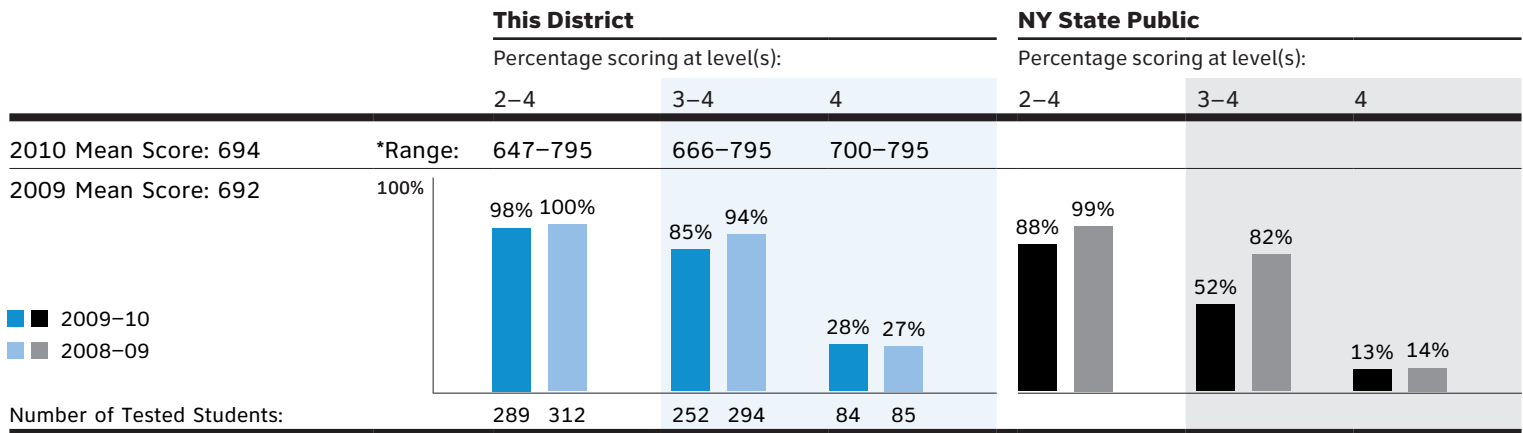 This District NY State Public
Percentage scoring at level(s): Percentage scoring at level(s):
2–4 3–4 4 2–4 3–4 4
2010 Mean Score: 694 *Range: 647–795 666–795 700–795
2009 Mean Score: 692 100%
98% 100% 85% 94% 28% 27% 88% 99% 52% 82% 13% 14%
2009–10
2008–09
Number of Tested Students: 289 312 252 294 84 85